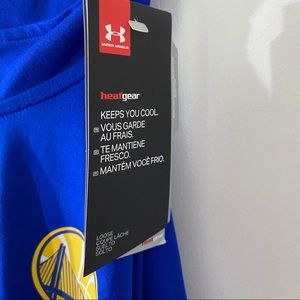 UNDER ARMOUR
heatgear
KEEPS YOU COOL.
VOUS GARDE
AU FRAIS.
TE MANTIENE
FRESCO.
MANTÉM VOCÊ FRIO.
LOOSE
COUPE LÂCHE
SUELTO
SOLTO